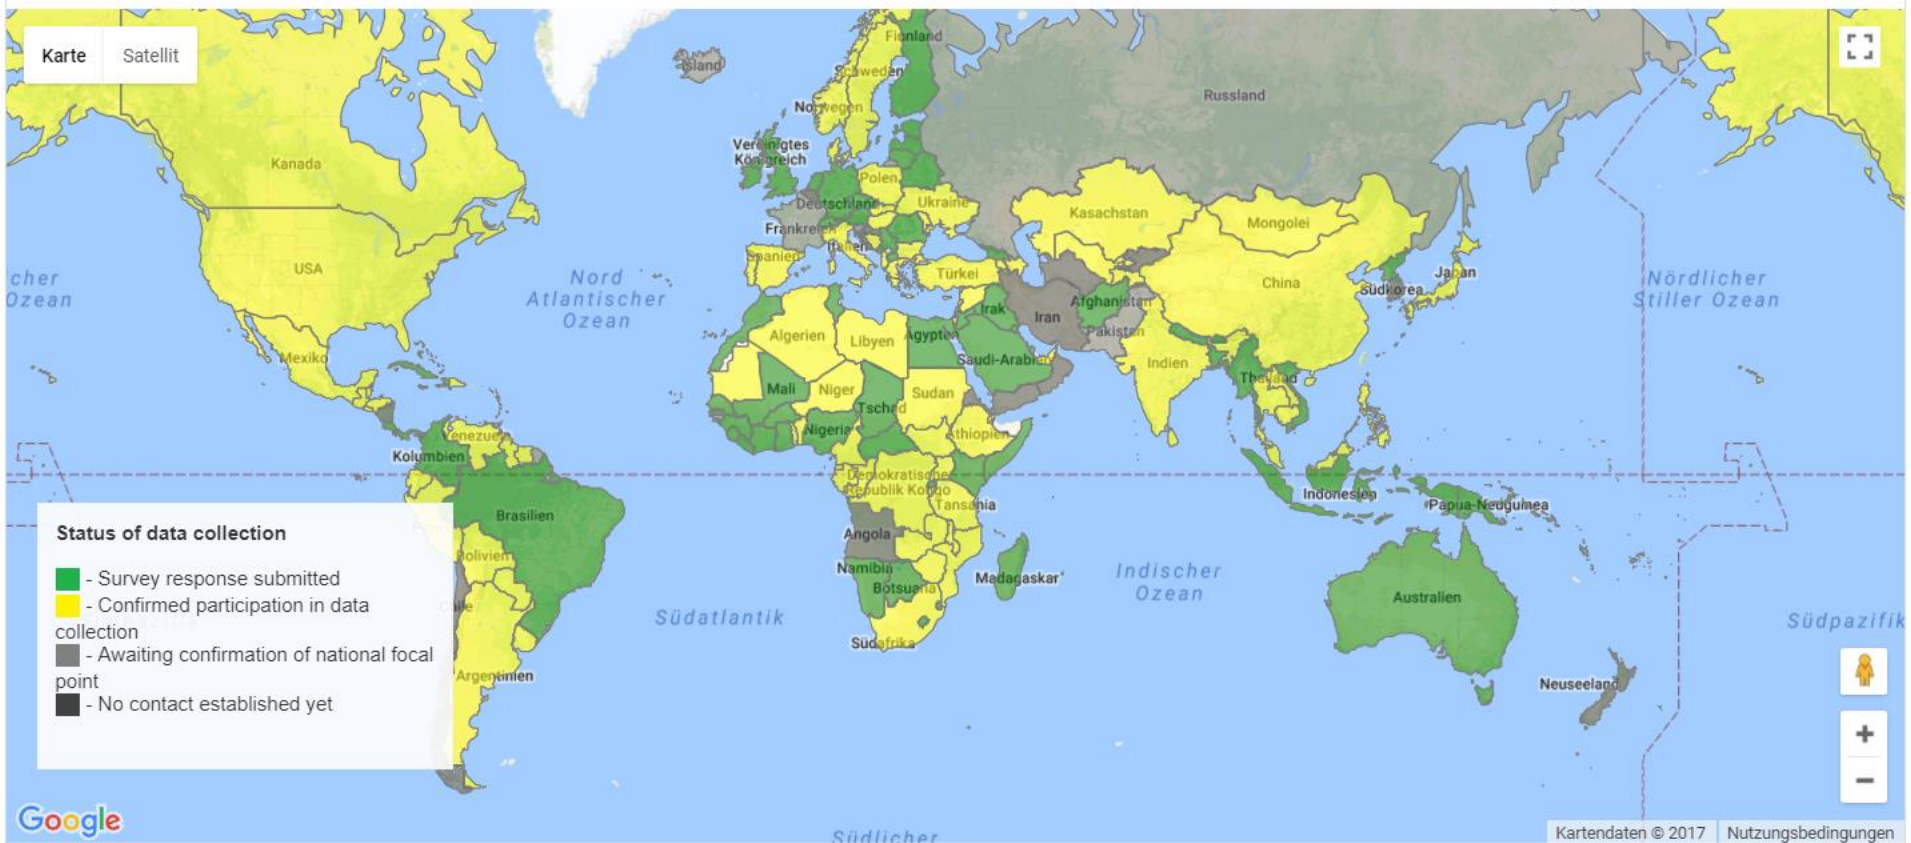 Karte Satellit
Island
Finnland
Schweden
Norwegen
Russland
Kanada
Vereinigtes
Königreich
Polen
Deutschland
Ukraine
Kasachstan
Mongolei
Frankreich
Italien
Spanien
Türkei
USA
Nord
Atlantischer
Ozean
cher
Ozean
China
Japan
Südkorea
Nördlicher
Stiller Ozean
Afghanistan
Irak
Iran
Pakistan
Algerien
Libyen
Ägypten
Saudi-Arabien
Mexiko
Indien
Thailand
Mali
Niger
Sudan
Tschad
Nigeria
Äthiopien
Venezuela
Kolumbien
Demokratische
Republik Kongo
Tansania
Indonesien
Papua-Neuguinea
Brasilien
Angola
Bolivien
Namibia
Botsuana
Madagaskar
Indischer
Ozean
Australien
Chile
Südatlantik
Südpazifik
Südafrika
Argentinien
Neuseeland
Status of data collection
- Survey response submitted
- Confirmed participation in data
collection
- Awaiting confirmation of national focal
point
- No contact established yet
Google
Südlicher
Kartendaten © 2017 Nutzungsbedingungen